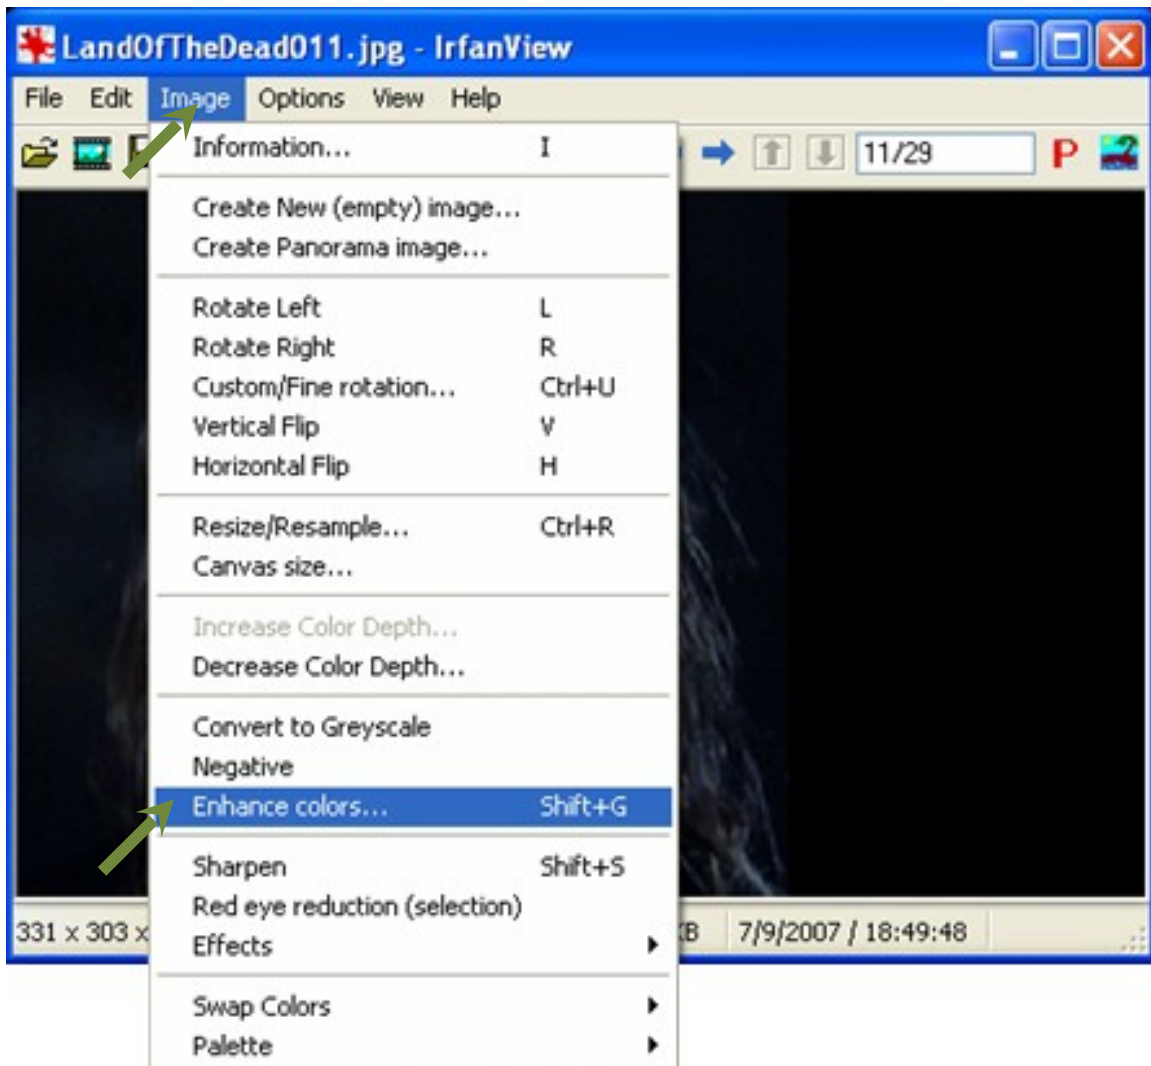 LandOfTheDead011.jpg - IrfanView
File Edit Image Options View Help
11/29 P
Information... I
Create New (empty) image...
Create Panorama image...
Rotate Left L
Rotate Right R
Custom/Fine rotation... Ctrl+U
Vertical Flip V
Horizontal Flip H
Resize/Resample... Ctrl+R
Canvas size...
Increase Color Depth...
Decrease Color Depth...
Convert to Greyscale
Negative
Enhance colors... Shift+G
Sharpen Shift+S
Red eye reduction (selection)
Effects
331 x 303 x 7/9/2007 / 18:49:48
Swap Colors
Palette